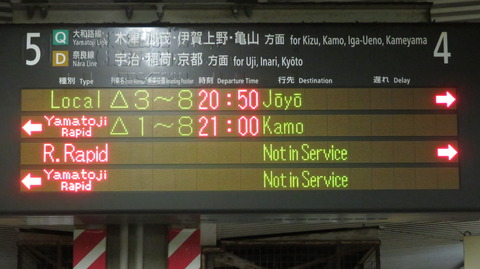 5 Q 大和路線 Yamatoji Line 木津・加茂・伊賀上野・亀山 方面 for Kizu, Kamo, Iga-Ueno, Kameyama 4
D 奈良線 Nara Line 宇治・稲荷・京都 方面 for Uji, Inari, Kyōto
種別 Type 時刻 Departure Time 行先 Destination 遅れ Delay
Local △ 3～8 20:50 Jōyō →
← Yamatoji Rapid △ 1～8 21:00 Kamo
R. Rapid Not in Service →
← Yamatoji Rapid Not in Service